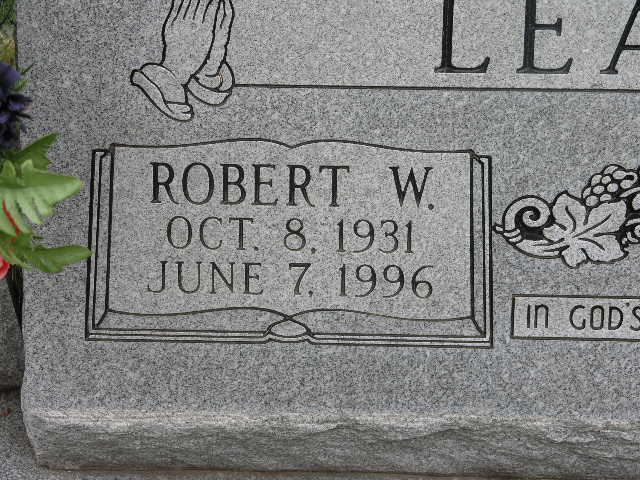 LEA
ROBERT W.
OCT. 8, 1931
JUNE 7, 1996
IN GOD'S